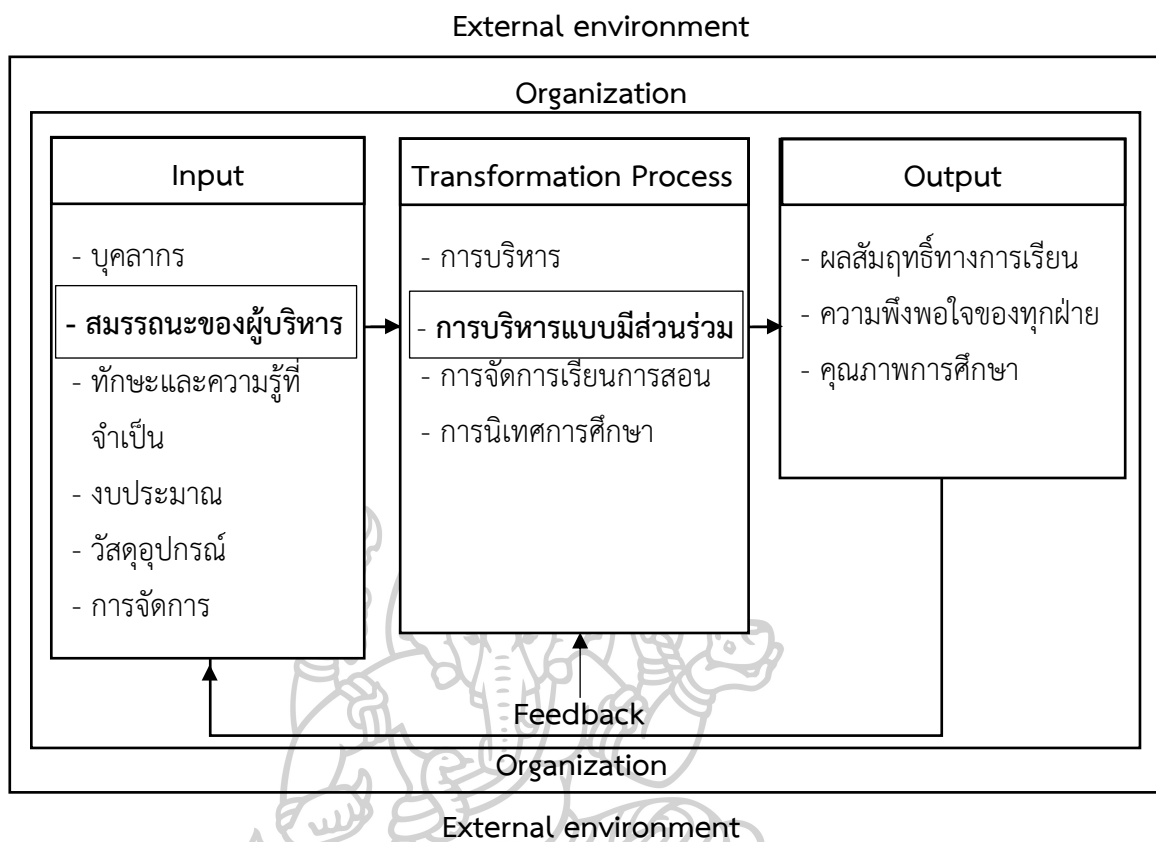 External environment
Organization
Input
- บุคลากร
- สมรรถนะของผู้บริหาร
- ทักษะและความรู้ที่
จำเป็น
- งบประมาณ
- วัสดุอุปกรณ์
- การจัดการ
Transformation Process
- การบริหาร
- การบริหารแบบมีส่วนร่วม
- การจัดการเรียนการสอน
- การนิเทศการศึกษา
Output
- ผลสัมฤทธิ์ทางการเรียน
- ความพึงพอใจของทุกฝ่าย
- คุณภาพการศึกษา
Feedback
Organization
External environment